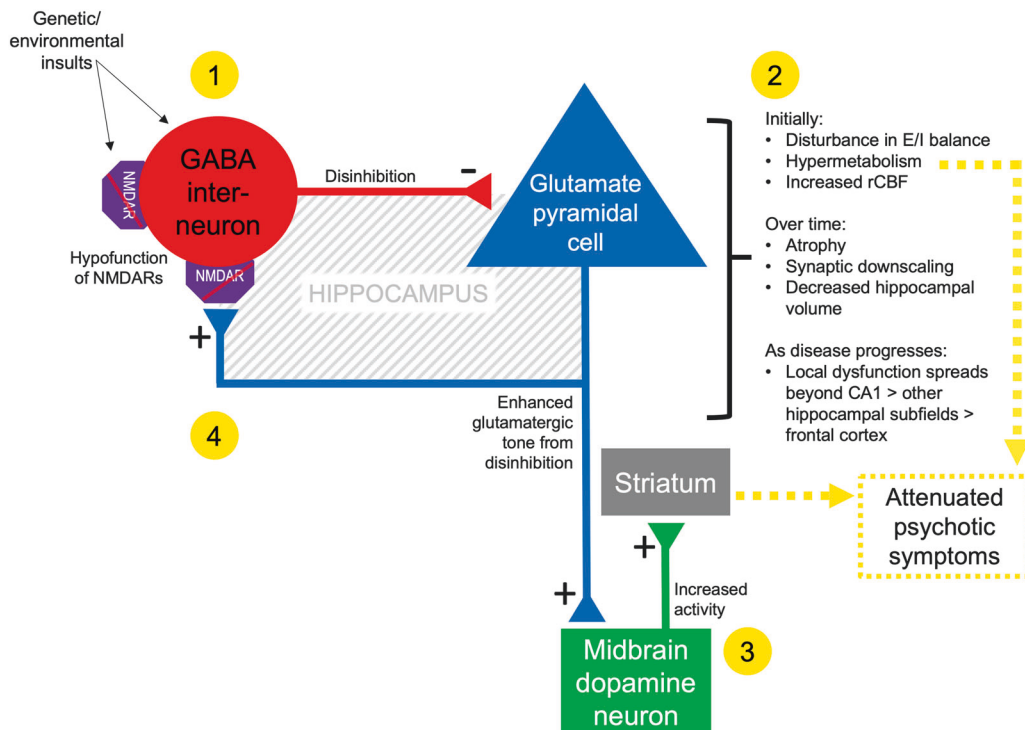 Genetic/
environmental
insults
1
GABA
inter-
neuron
NMDAR
NMDAR
Hypofunction
of NMDARs
Disinhibition
-
Glutamate
pyramidal
cell
HIPPOCAMPUS
+
4
Enhanced
glutamatergic
tone from
disinhibition
2
Initially:
• Disturbance in E/I balance
• Hypermetabolism
• Increased rCBF
Over time:
• Atrophy
• Synaptic downscaling
• Decreased hippocampal
volume
As disease progresses:
• Local dysfunction spreads
beyond CA1 > other
hippocampal subfields >
frontal cortex
Striatum
Attenuated
psychotic
symptoms
+
Increased
activity
+
Midbrain
dopamine
neuron
3